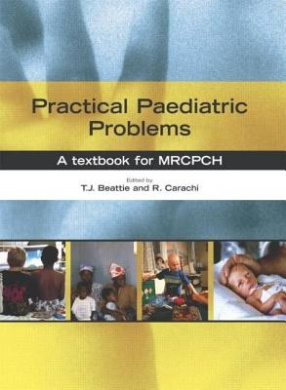 Practical Paediatric
Problems
A textbook for MRCPCH
Edited by
T.J. Beattie and R. Carachi